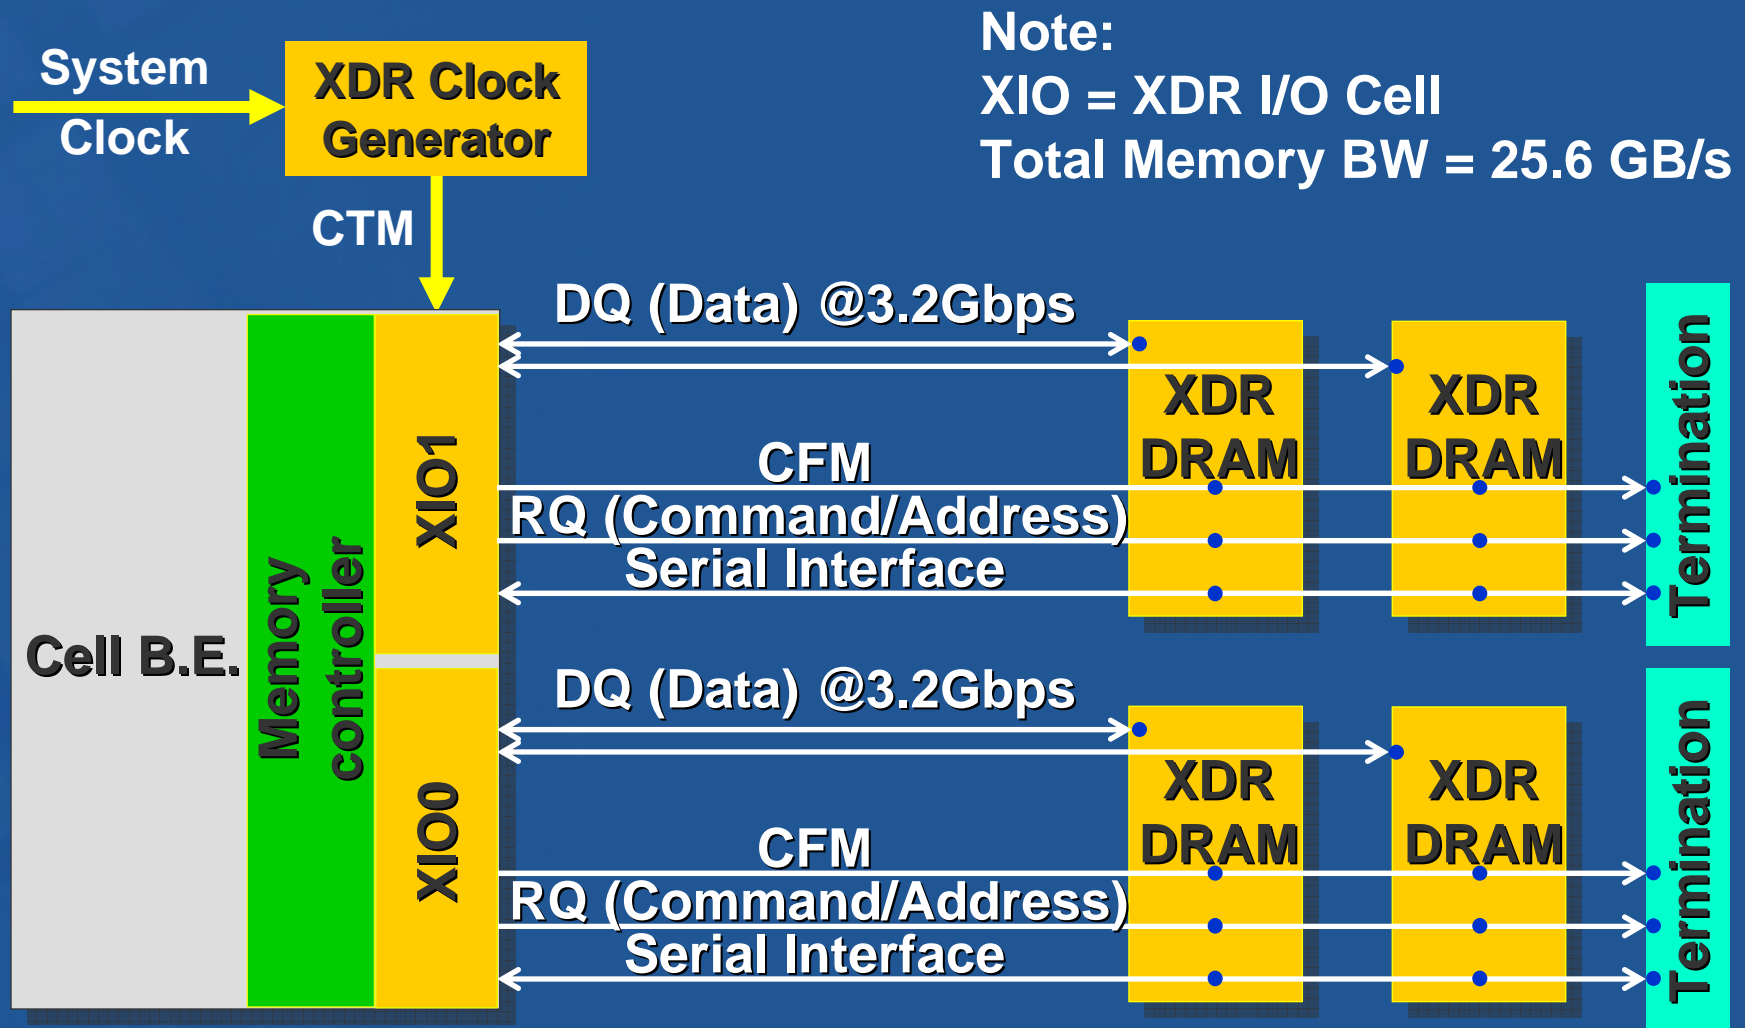 System
Clock
XDR Clock
Generator
CTM
Note:
XIO = XDR I/O Cell
Total Memory BW = 25.6 GB/s
Cell B.E.
Memory
controller
XIO1
XIO0
DQ (Data) @3.2Gbps
CFM
RQ (Command/Address)
Serial Interface
XDR
DRAM
XDR
DRAM
Termination
DQ (Data) @3.2Gbps
CFM
RQ (Command/Address)
Serial Interface
XDR
DRAM
XDR
DRAM
Termination